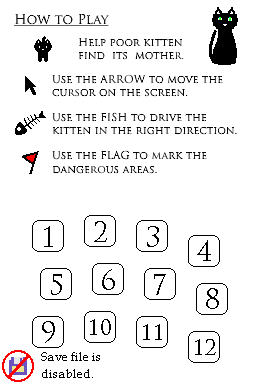 HOW TO PLAY
HELP POOR KITTEN
FIND ITS MOTHER.
USE THE ARROW TO MOVE THE
CURSOR ON THE SCREEN.
USE THE FISH TO DRIVE THE
KITTEN IN THE RIGHT DIRECTION.
USE THE FLAG TO MARK THE
DANGEROUS AREAS.
1 2 3 4
5 6 7 8
9 10 11 12
Save file is
disabled.